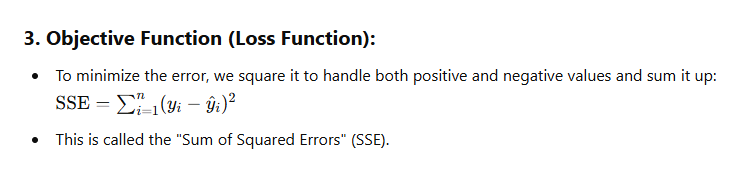 3. Objective Function (Loss Function):
• To minimize the error, we square it to handle both positive and negative values and sum it up:
SSE = ∑ⁿᵢ₌₁(yᵢ − ŷᵢ)²
• This is called the "Sum of Squared Errors" (SSE).